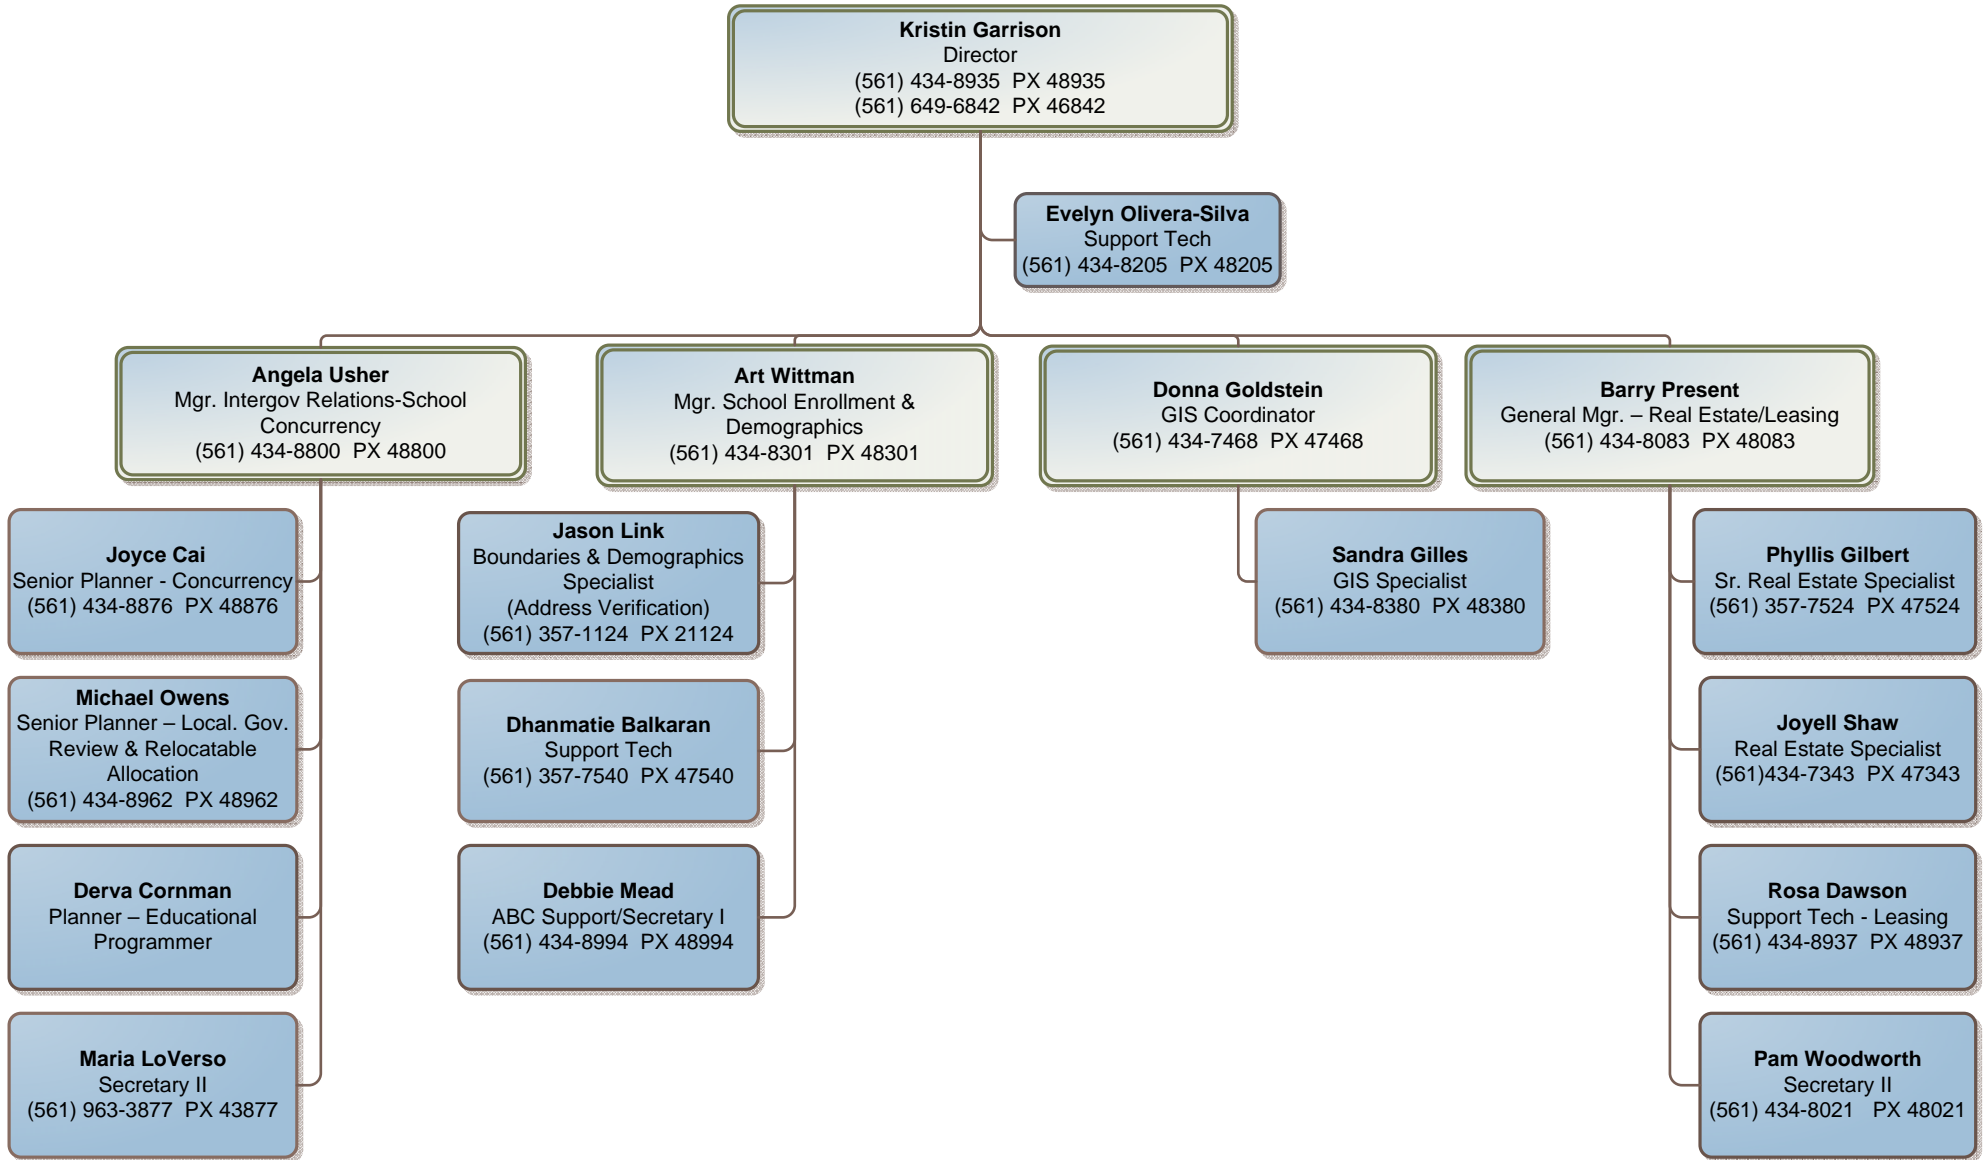 Kristin Garrison
Director
(561) 434-8935  PX 48935
(561) 649-6842  PX 46842
Evelyn Olivera-Silva
Support Tech
(561) 434-8205  PX 48205
Angela Usher
Mgr. Intergov Relations-School
Concurrency
(561) 434-8800  PX 48800
Art Wittman
Mgr. School Enrollment &
Demographics
(561) 434-8301  PX 48301
Donna Goldstein
GIS Coordinator
(561) 434-7468  PX 47468
Barry Present
General Mgr. – Real Estate/Leasing
(561) 434-8083  PX 48083
Joyce Cai
Senior Planner - Concurrency
(561) 434-8876  PX 48876
Michael Owens
Senior Planner – Local. Gov.
Review & Relocatable
Allocation
(561) 434-8962  PX 48962
Derva Cornman
Planner – Educational
Programmer
Maria LoVerso
Secretary II
(561) 963-3877  PX 43877
Jason Link
Boundaries & Demographics
Specialist
(Address Verification)
(561) 357-1124  PX 21124
Dhanmatie Balkaran
Support Tech
(561) 357-7540  PX 47540
Debbie Mead
ABC Support/Secretary I
(561) 434-8994  PX 48994
Sandra Gilles
GIS Specialist
(561) 434-8380  PX 48380
Phyllis Gilbert
Sr. Real Estate Specialist
(561) 357-7524  PX 47524
Joyell Shaw
Real Estate Specialist
(561)434-7343  PX 47343
Rosa Dawson
Support Tech - Leasing
(561) 434-8937  PX 48937
Pam Woodworth
Secretary II
(561) 434-8021   PX 48021